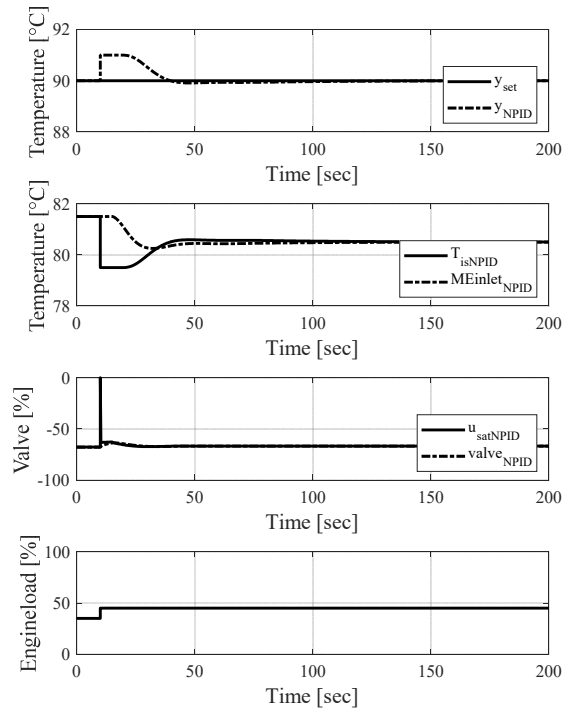 92
90
88
Temperature [°C]
y_set
y_NPID
0 50 100 150 200
Time [sec]
82
80
78
Temperature [°C]
T_isNPID
MEinlet_NPID
0 50 100 150 200
Time [sec]
0
-50
-100
Valve [%]
u_satNPID
valve_NPID
0 50 100 150 200
Time [sec]
100
50
0
Engineload [%]
0 50 100 150 200
Time [sec]